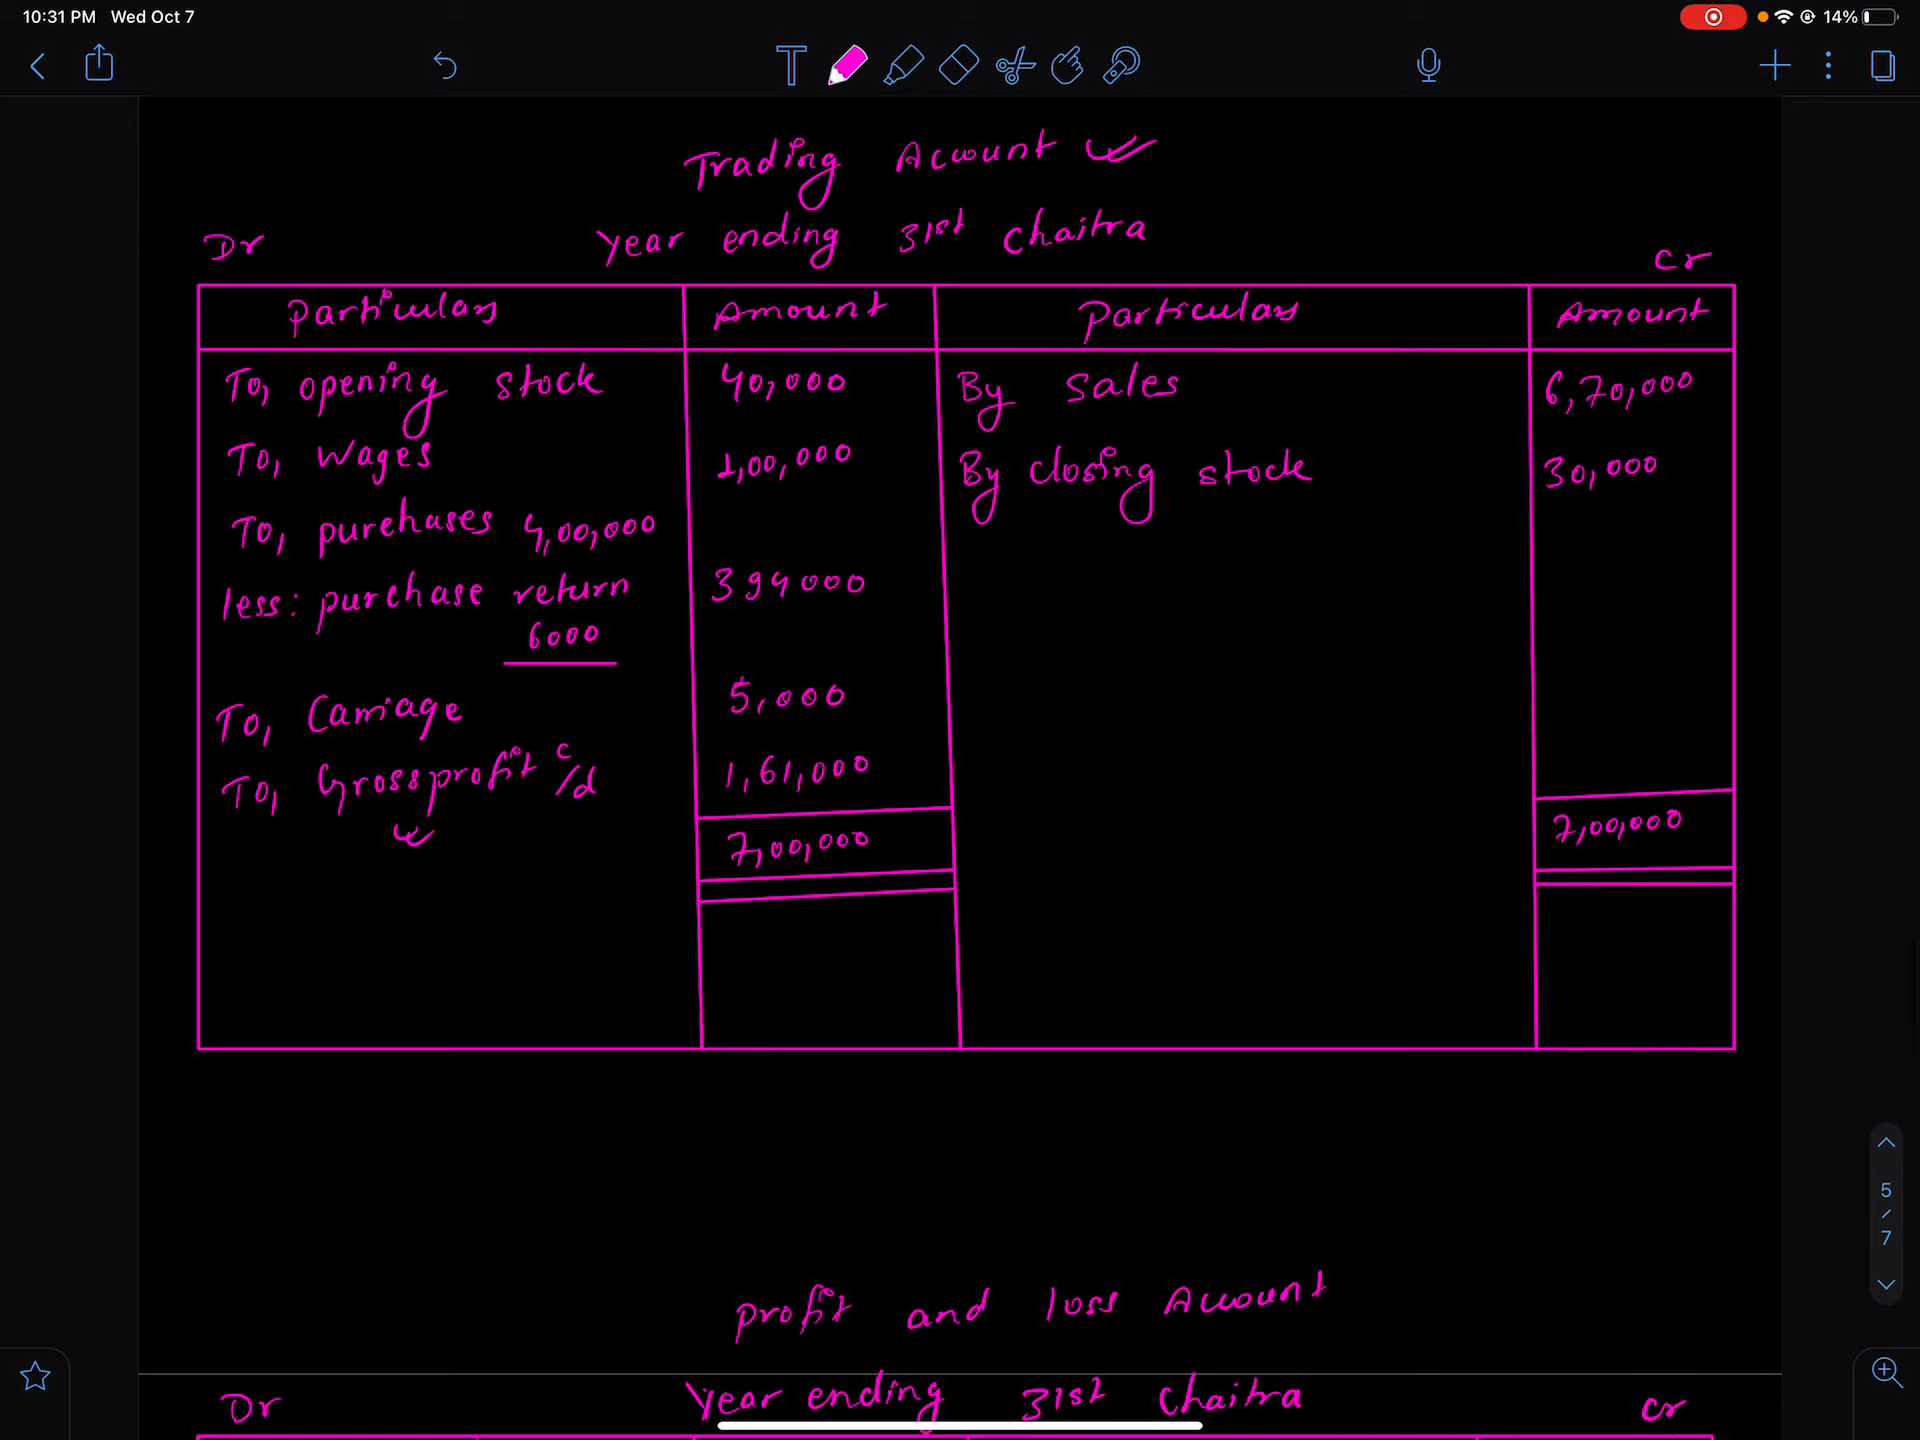 10:31 PM Wed Oct 7
14%
Trading Account
Dr year ending 31st chaitra cr
particulars Amount particulars Amount
To, opening stock 40,000 By sales 6,70,000
To, wages 1,00,000 By closing stock 30,000
To, purchases 4,00,000
less: purchase return 394000
6000
To, Carriage 5,000
To, Gross profit c/d 1,61,000
7,00,000 7,00,000
5
/
7
profit and loss Account
Dr Year ending 31st chaitra cr